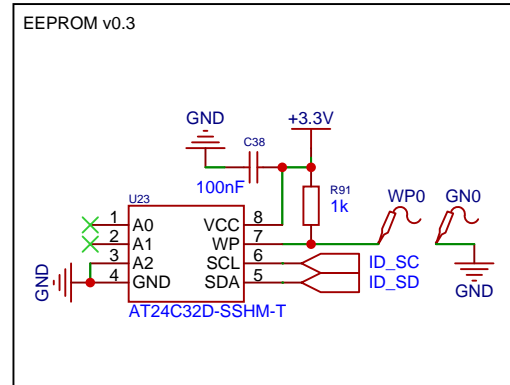 EEPROM v0.3
GND
C38
+3.3V
100nF
R91
1k
WP0
GN0
U23
1 A0
VCC 8
2 A1
WP 7
3 A2
SCL 6
ID_SC
GND
4 GND
SDA 5
ID_SD
GND
AT24C32D-SSHM-T